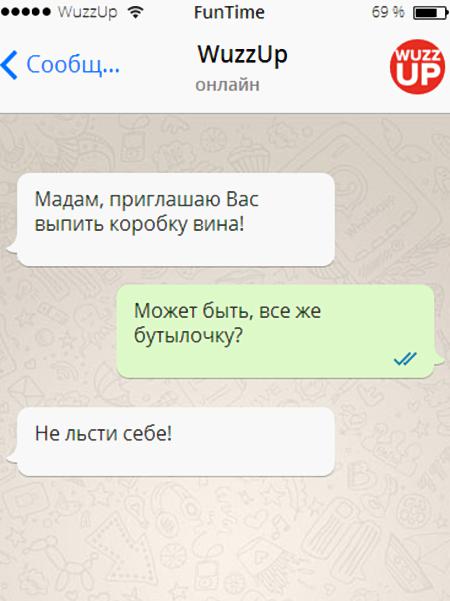 WuzzUp FunTime 69 %
Сообщ... WuzzUp
онлайн
WUZZ
UP
Мадам, приглашаю Вас
выпить коробку вина!
Может быть, все же
бутылочку?
Не льсти себе!